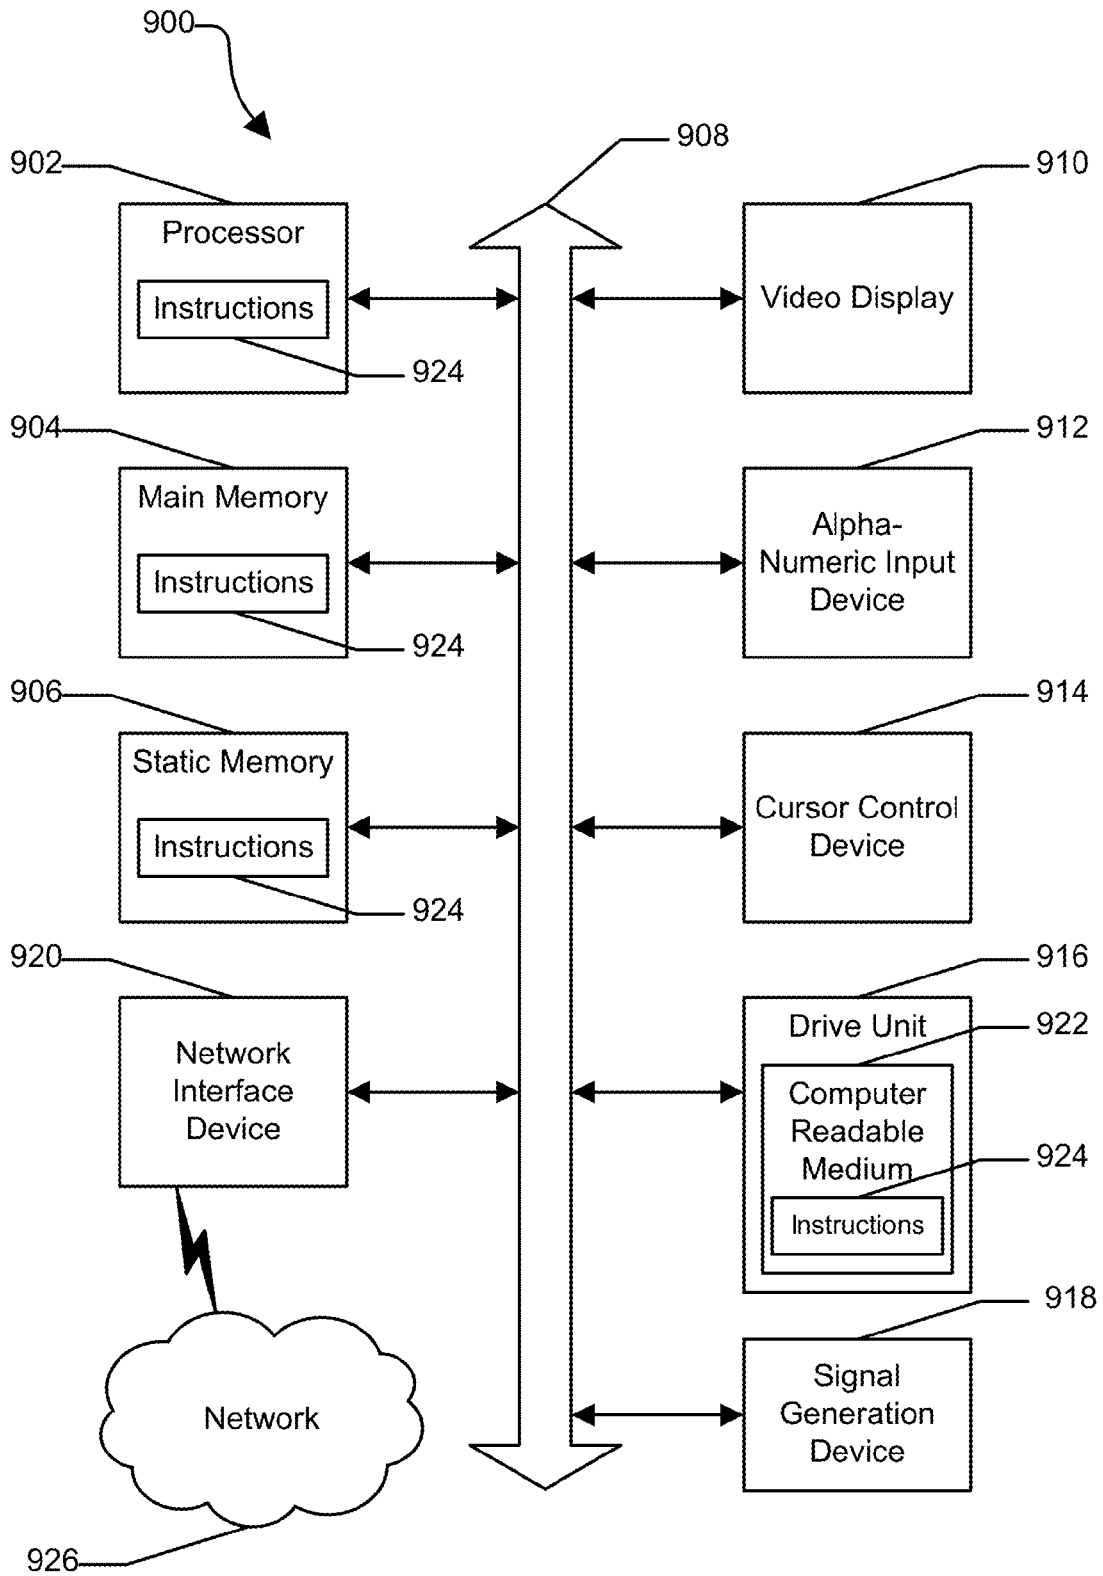 900
908
902
Processor
Instructions
924
910
Video Display
904
Main Memory
Instructions
924
912
Alpha-
Numeric Input
Device
906
Static Memory
Instructions
924
914
Cursor Control
Device
920
Network
Interface
Device
916
Drive Unit
922
Computer
Readable
Medium
924
Instructions
918
Signal
Generation
Device
Network
926